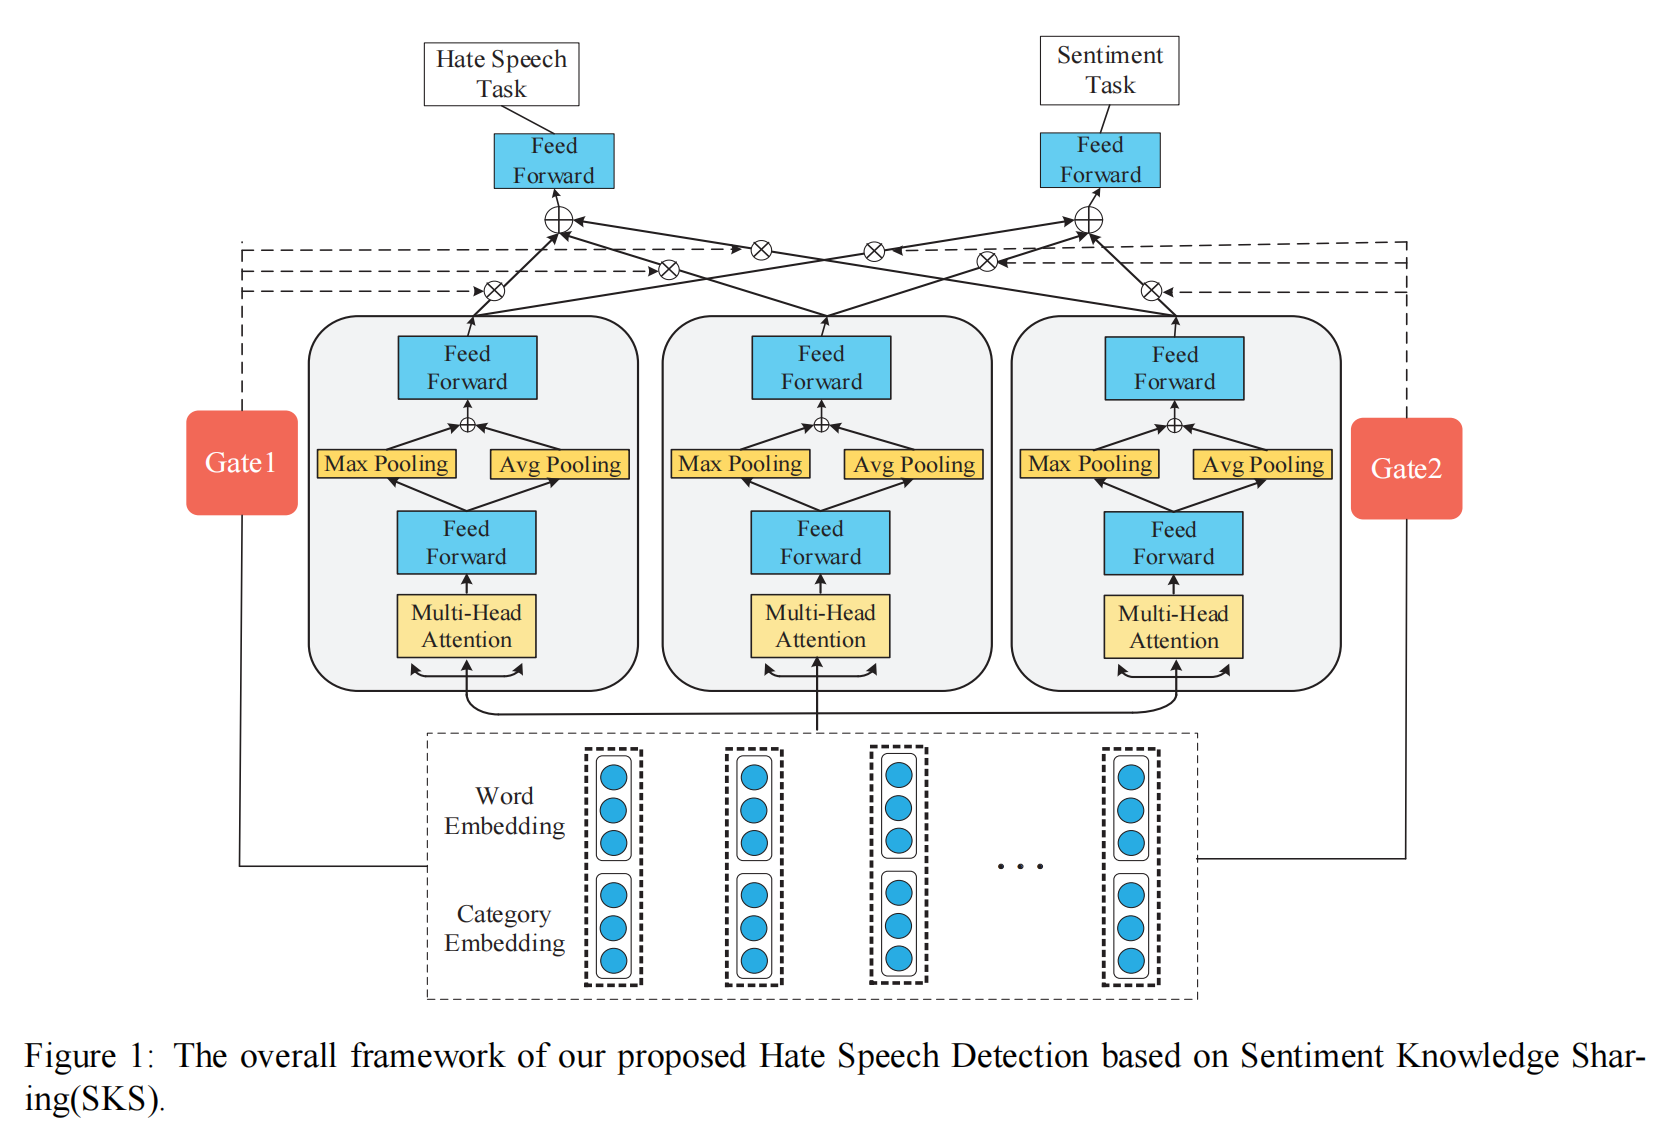 Hate Speech
Task
Sentiment
Task
Feed
Forward
Feed
Forward
Gate1
Gate2
Feed
Forward
Max Pooling
Avg Pooling
Feed
Forward
Multi-Head
Attention
Feed
Forward
Max Pooling
Avg Pooling
Feed
Forward
Multi-Head
Attention
Feed
Forward
Max Pooling
Avg Pooling
Feed
Forward
Multi-Head
Attention
Word
Embedding
Category
Embedding
Figure 1: The overall framework of our proposed Hate Speech Detection based on Sentiment Knowledge Shar-
ing(SKS).